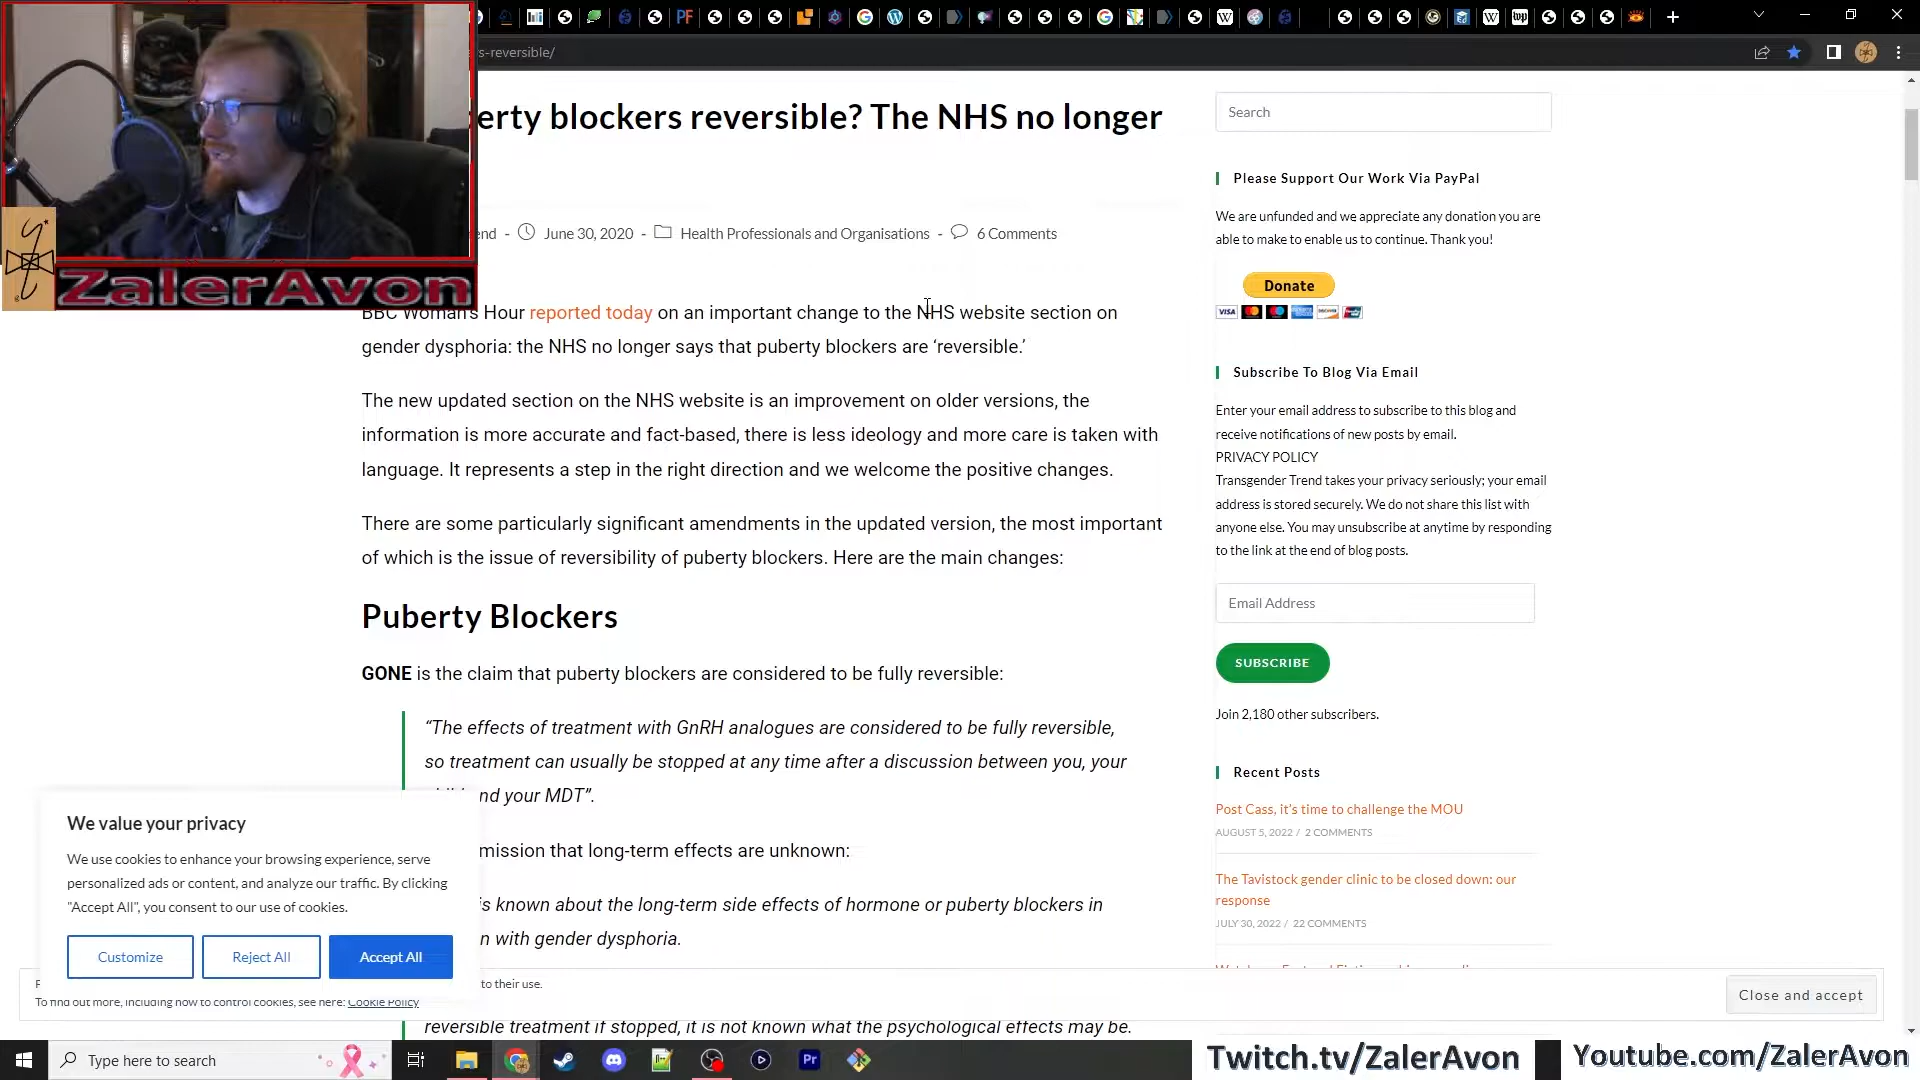 s-reversible/
erty blockers reversible? The NHS no longer
end - June 30, 2020 - Health Professionals and Organisations - 6 Comments
ZalerAvon
BBC Woman's Hour reported today on an important change to the NHS website section on
gender dysphoria: the NHS no longer says that puberty blockers are ‘reversible.’
The new updated section on the NHS website is an improvement on older versions, the
information is more accurate and fact-based, there is less ideology and more care is taken with
language. It represents a step in the right direction and we welcome the positive changes.
There are some particularly significant amendments in the updated version, the most important
of which is the issue of reversibility of puberty blockers. Here are the main changes:
Puberty Blockers
GONE is the claim that puberty blockers are considered to be fully reversible:
“The effects of treatment with GnRH analogues are considered to be fully reversible,
so treatment can usually be stopped at any time after a discussion between you, your
nd your MDT”.
mission that long-term effects are unknown:
is known about the long-term side effects of hormone or puberty blockers in
n with gender dysphoria.
reversible treatment if stopped, it is not known what the psychological effects may be.
Search
Please Support Our Work Via PayPal
We are unfunded and we appreciate any donation you are
able to make to enable us to continue. Thank you!
Donate
VISA
Subscribe To Blog Via Email
Enter your email address to subscribe to this blog and
receive notifications of new posts by email.
PRIVACY POLICY
Transgender Trend takes your privacy seriously; your email
address is stored securely. We do not share this list with
anyone else. You may unsubscribe at anytime by responding
to the link at the end of blog posts.
Email Address
SUBSCRIBE
Join 2,180 other subscribers.
Recent Posts
Post Cass, it’s time to challenge the MOU
AUGUST 5, 2022 / 2 COMMENTS
The Tavistock gender clinic to be closed down: our
response
JULY 30, 2022 / 22 COMMENTS
We value your privacy
We use cookies to enhance your browsing experience, serve
personalized ads or content, and analyze our traffic. By clicking
"Accept All", you consent to our use of cookies.
Customize
Reject All
Accept All
to their use.
To find out more, including how to control cookies, see here: Cookie Policy
Close and accept
Type here to search
Twitch.tv/ZalerAvon
Youtube.com/ZalerAvon